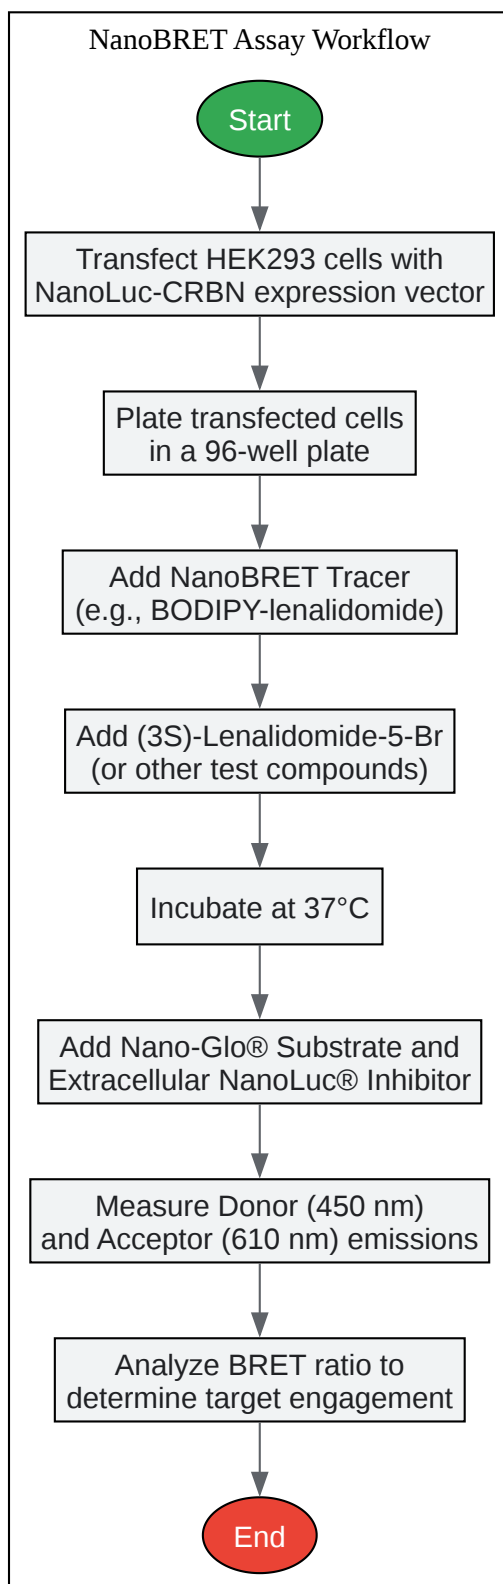 NanoBRET Assay Workflow
Start
Transfect HEK293 cells with
NanoLuc-CRBN expression vector
Plate transfected cells
in a 96-well plate
Add NanoBRET Tracer
(e.g., BODIPY-lenalidomide)
Add (3S)-Lenalidomide-5-Br
(or other test compounds)
Incubate at 37°C
Add Nano-Glo® Substrate and
Extracellular NanoLuc® Inhibitor
Measure Donor (450 nm)
and Acceptor (610 nm) emissions
Analyze BRET ratio to
determine target engagement
End